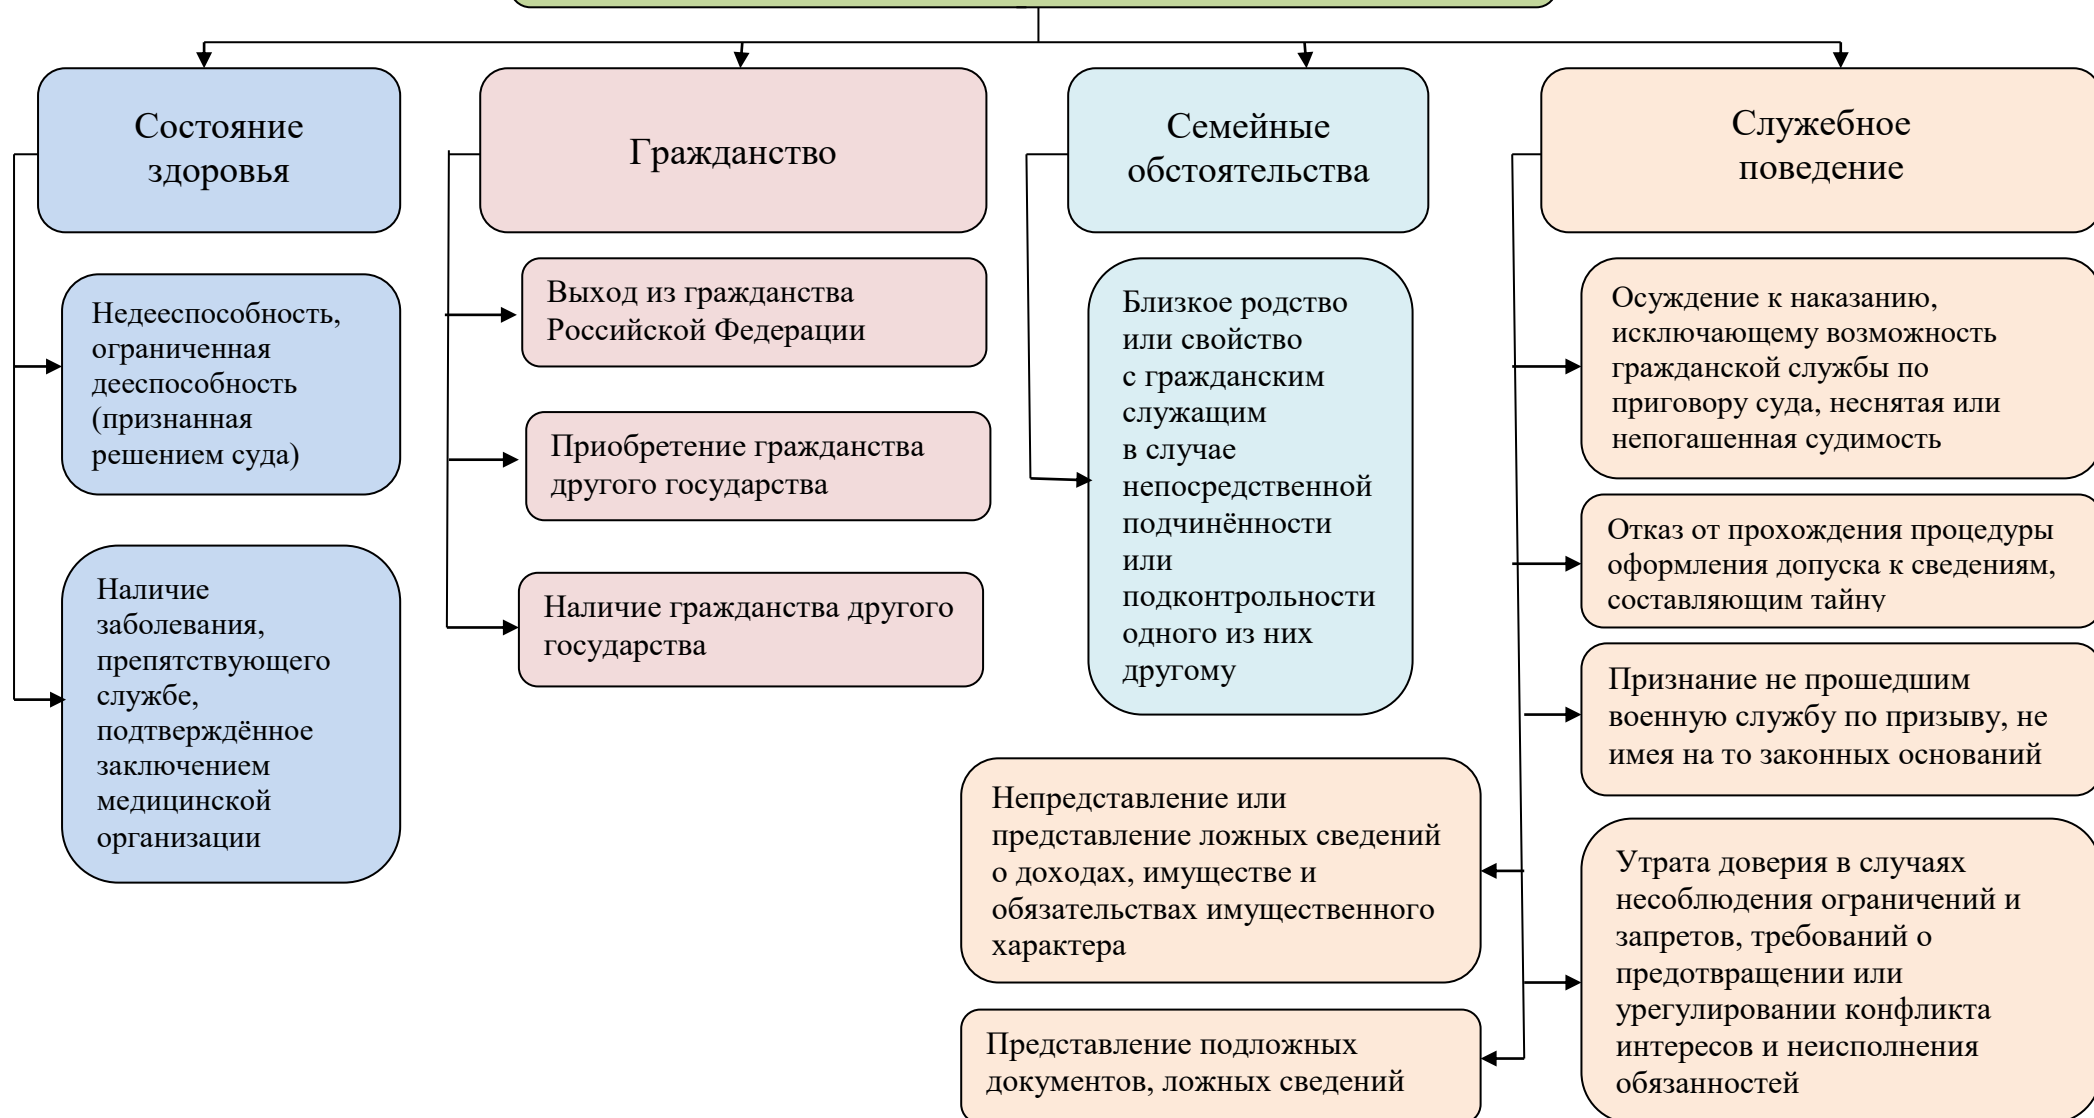 Состояние
здоровья
Недееспособность,
ограниченная
дееспособность
(признанная
решением суда)
Наличие
заболевания,
препятствующего
службе,
подтверждённое
заключением
медицинской
организации
Гражданство
Выход из гражданства
Российской Федерации
Приобретение гражданства
другого государства
Наличие гражданства другого
государства
Семейные
обстоятельства
Близкое родство
или свойство
с гражданским
служащим
в случае
непосредственной
подчинённости
или
подконтрольности
одного из них
другому
Служебное
поведение
Осуждение к наказанию,
исключающему возможность
гражданской службы по
приговору суда, неснятая или
непогашенная судимость
Отказ от прохождения процедуры
оформления допуска к сведениям,
составляющим тайну
Признание не прошедшим
военную службу по призыву, не
имея на то законных оснований
Непредставление или
представление ложных сведений
о доходах, имуществе и
обязательствах имущественного
характера
Утрата доверия в случаях
несоблюдения ограничений и
запретов, требований о
предотвращении или
урегулировании конфликта
интересов и неисполнения
обязанностей
Представление подложных
документов, ложных сведений